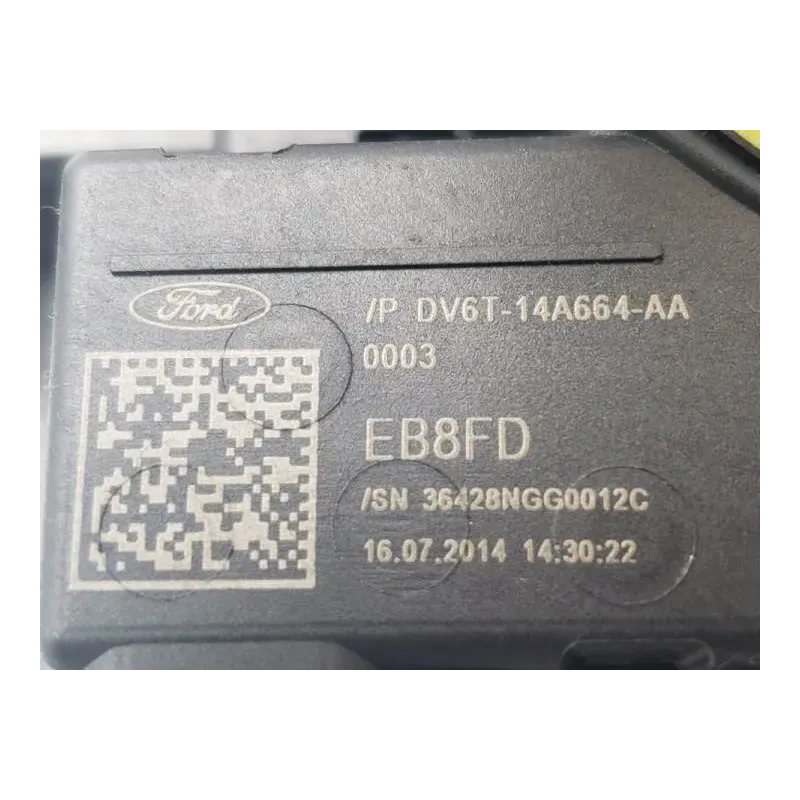 Ford
/P DV6T-14A664-AA
0003
EB8FD
/SN 36428NGG0012C
16.07.2014 14:30:22